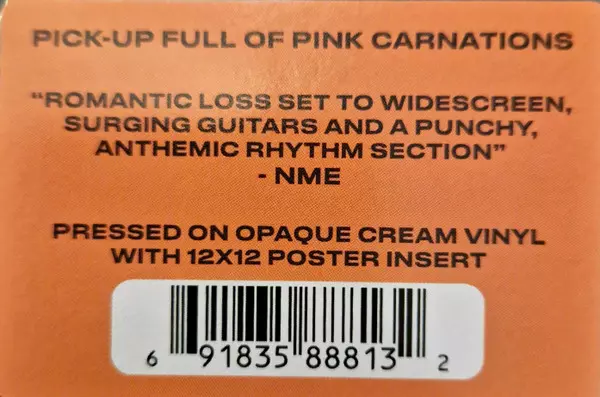 PICK-UP FULL OF PINK CARNATIONS
“ROMANTIC LOSS SET TO WIDESCREEN,
SURGING GUITARS AND A PUNCHY,
ANTHEMIC RHYTHM SECTION”
- NME
PRESSED ON OPAQUE CREAM VINYL
WITH 12X12 POSTER INSERT
6 91835 88813 2